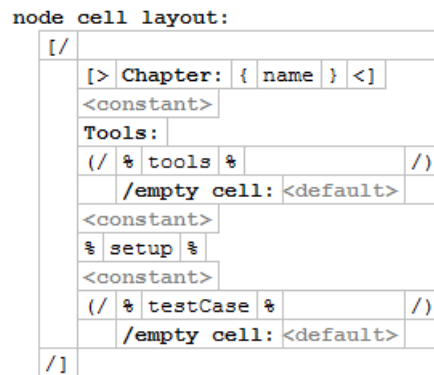 node cell layout:
[/
[> Chapter: { name } <]
<constant>
Tools:
(/ % tools % /)
/empty cell: <default>
<constant>
% setup %
<constant>
(/ % testCase % /)
/empty cell: <default>
/]